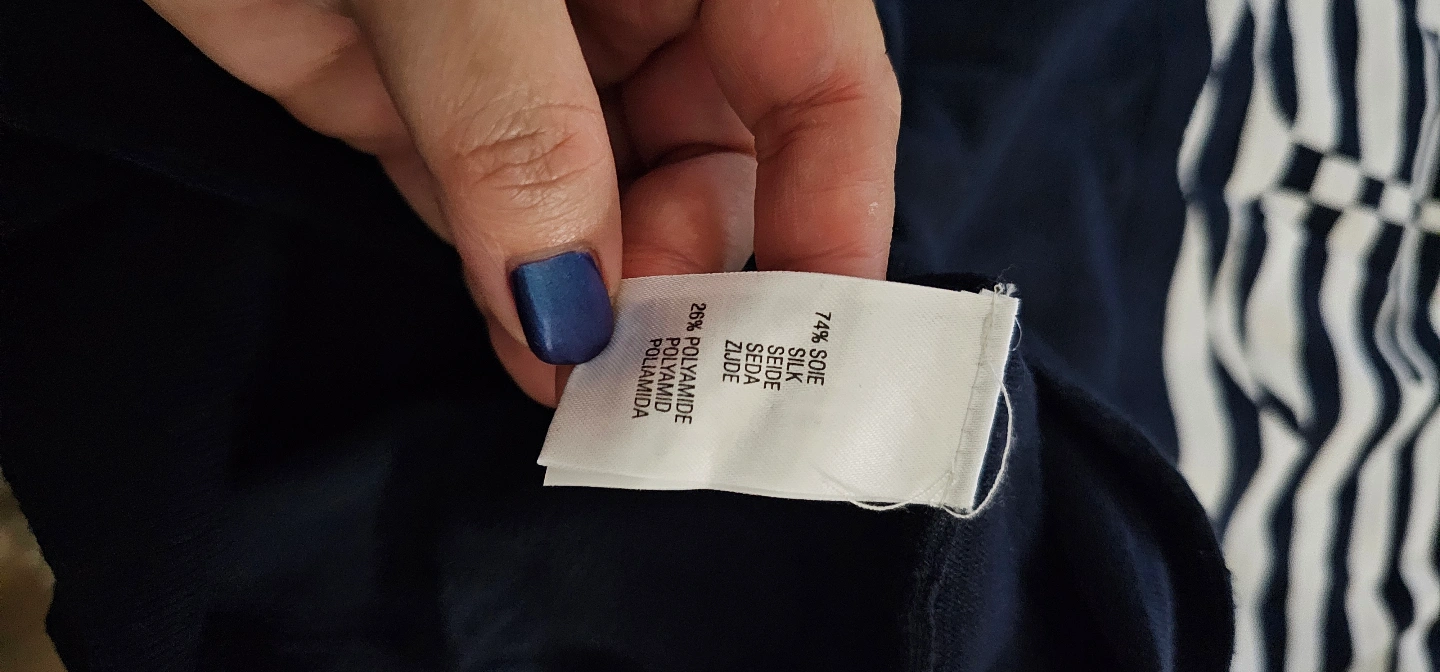 74% SOIE
SILK
SEIDE
SEDA
ZIJDE
26% POLYAMIDE
POLYAMID
POLIAMIDA